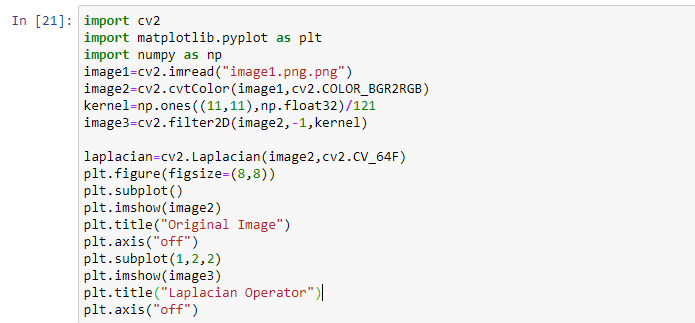 In [21]: import cv2
import matplotlib.pyplot as plt
import numpy as np
image1=cv2.imread("image1.png.png")
image2=cv2.cvtColor(image1,cv2.COLOR_BGR2RGB)
kernel=np.ones((11,11),np.float32)/121
image3=cv2.filter2D(image2,-1,kernel)
laplacian=cv2.Laplacian(image2,cv2.CV_64F)
plt.figure(figsize=(8,8))
plt.subplot()
plt.imshow(image2)
plt.title("Original Image")
plt.axis("off")
plt.subplot(1,2,2)
plt.imshow(image3)
plt.title("Laplacian Operator")
plt.axis("off")